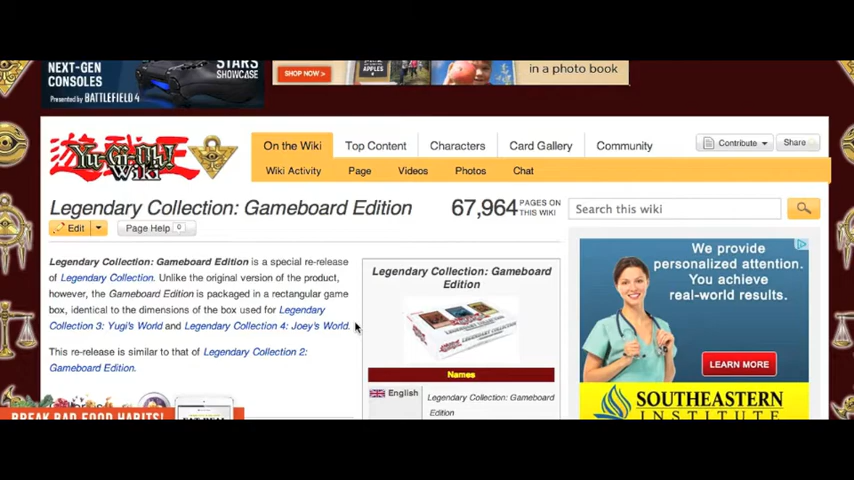 NEXT-GEN
CONSOLES
Presented by BATTLEFIELD 4
STARS
SHOWCASE
SHOP NOW >
APPLES
in a photo book
遊戯王
Yu-Gi-Oh!
Wiki
On the Wiki
Top Content
Characters
Card Gallery
Community
Contribute
Share
Wiki Activity
Page
Videos
Photos
Chat
Legendary Collection: Gameboard Edition
67,964 PAGES ON
THIS WIKI
Search this wiki
Edit
Page Help 0
Legendary Collection: Gameboard Edition is a special re-release
of Legendary Collection. Unlike the original version of the product,
however, the Gameboard Edition is packaged in a rectangular game
box, identical to the dimensions of the box used for Legendary
Collection 3: Yugi's World and Legendary Collection 4: Joey's World.
This re-release is similar to that of Legendary Collection 2:
Gameboard Edition.
Legendary Collection: Gameboard
Edition
Names
English
Legendary Collection: Gameboard
Edition
We provide
personalized attention.
You achieve
real-world results.
LEARN MORE
SOUTHEASTERN
INSTITUTE
BREAK BAD FOOD HABITS!